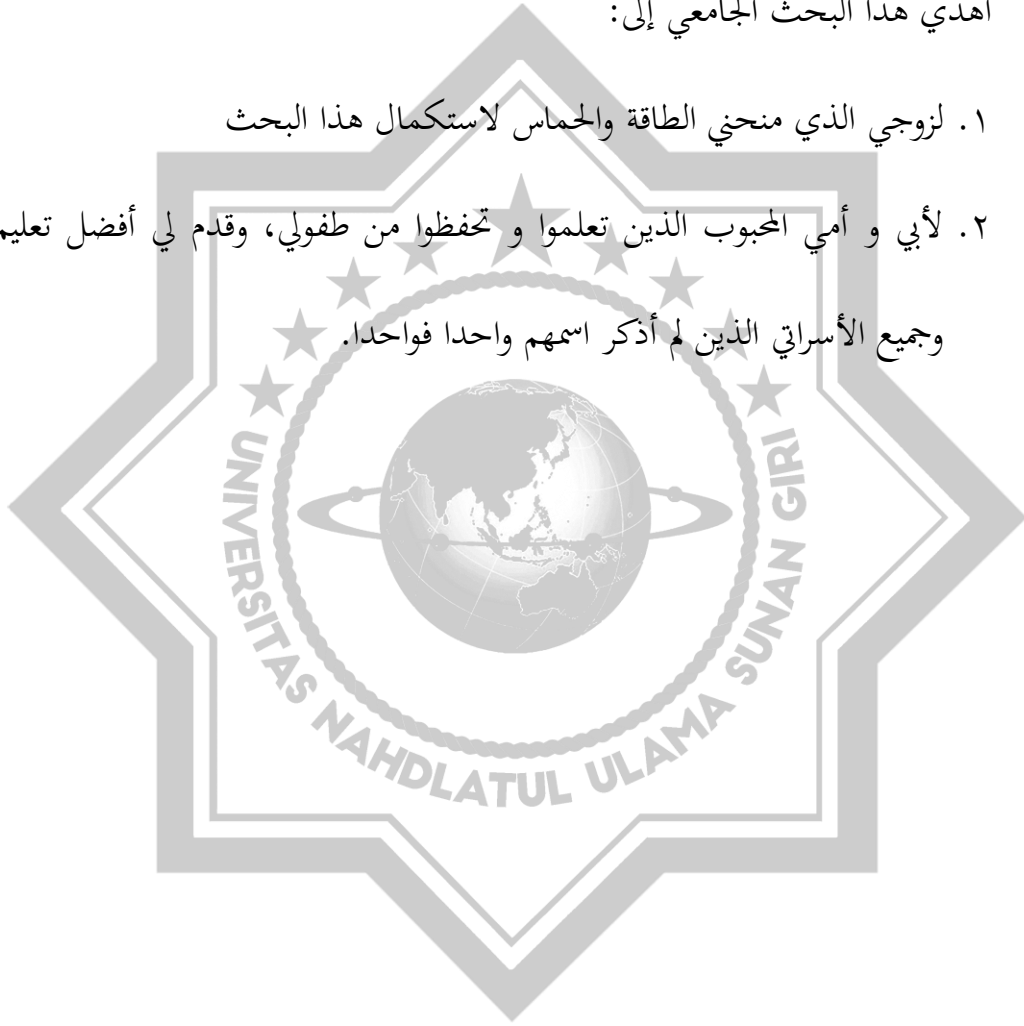 أهدي هذا البحث الجامعي إلى:
١. لزوجي الذي منحني الطاقة والحماس لاستكمال هذا البحث
٢. لأبي و أمي المحبوب الذين تعلموا و تحفظوا من طفولي، وقدم لي أفضل تعليم
وجميع الأسراتي الذين لم أذكر اسمهم واحدا فواحدا.
UNIVERSITAS NAHDLATUL ULAMA SUNAN GIRI